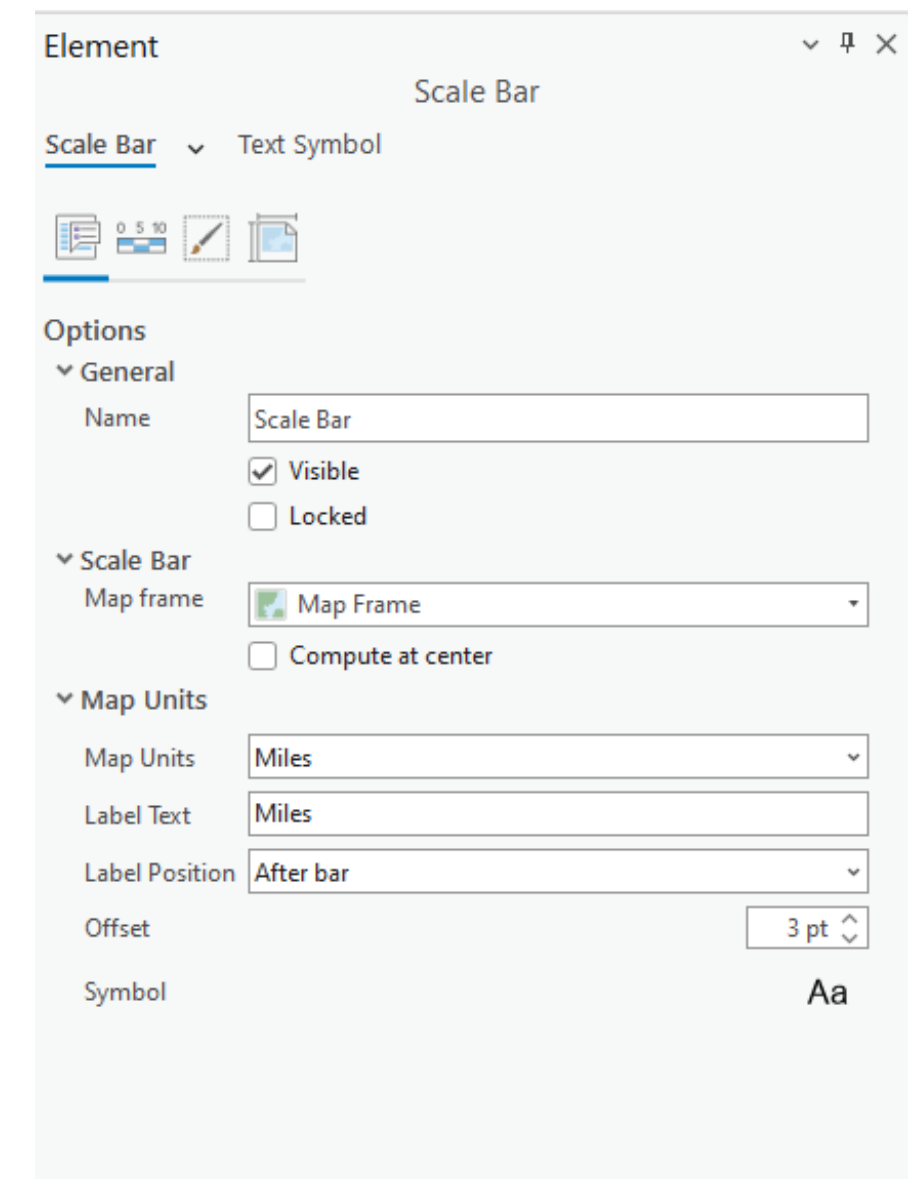 Element
Scale Bar
Scale Bar Text Symbol
0 5 10
Options
General
Name Scale Bar
Visible
Locked
Scale Bar
Map frame Map Frame
Compute at center
Map Units
Map Units Miles
Label Text Miles
Label Position After bar
Offset 3 pt
Symbol Aa